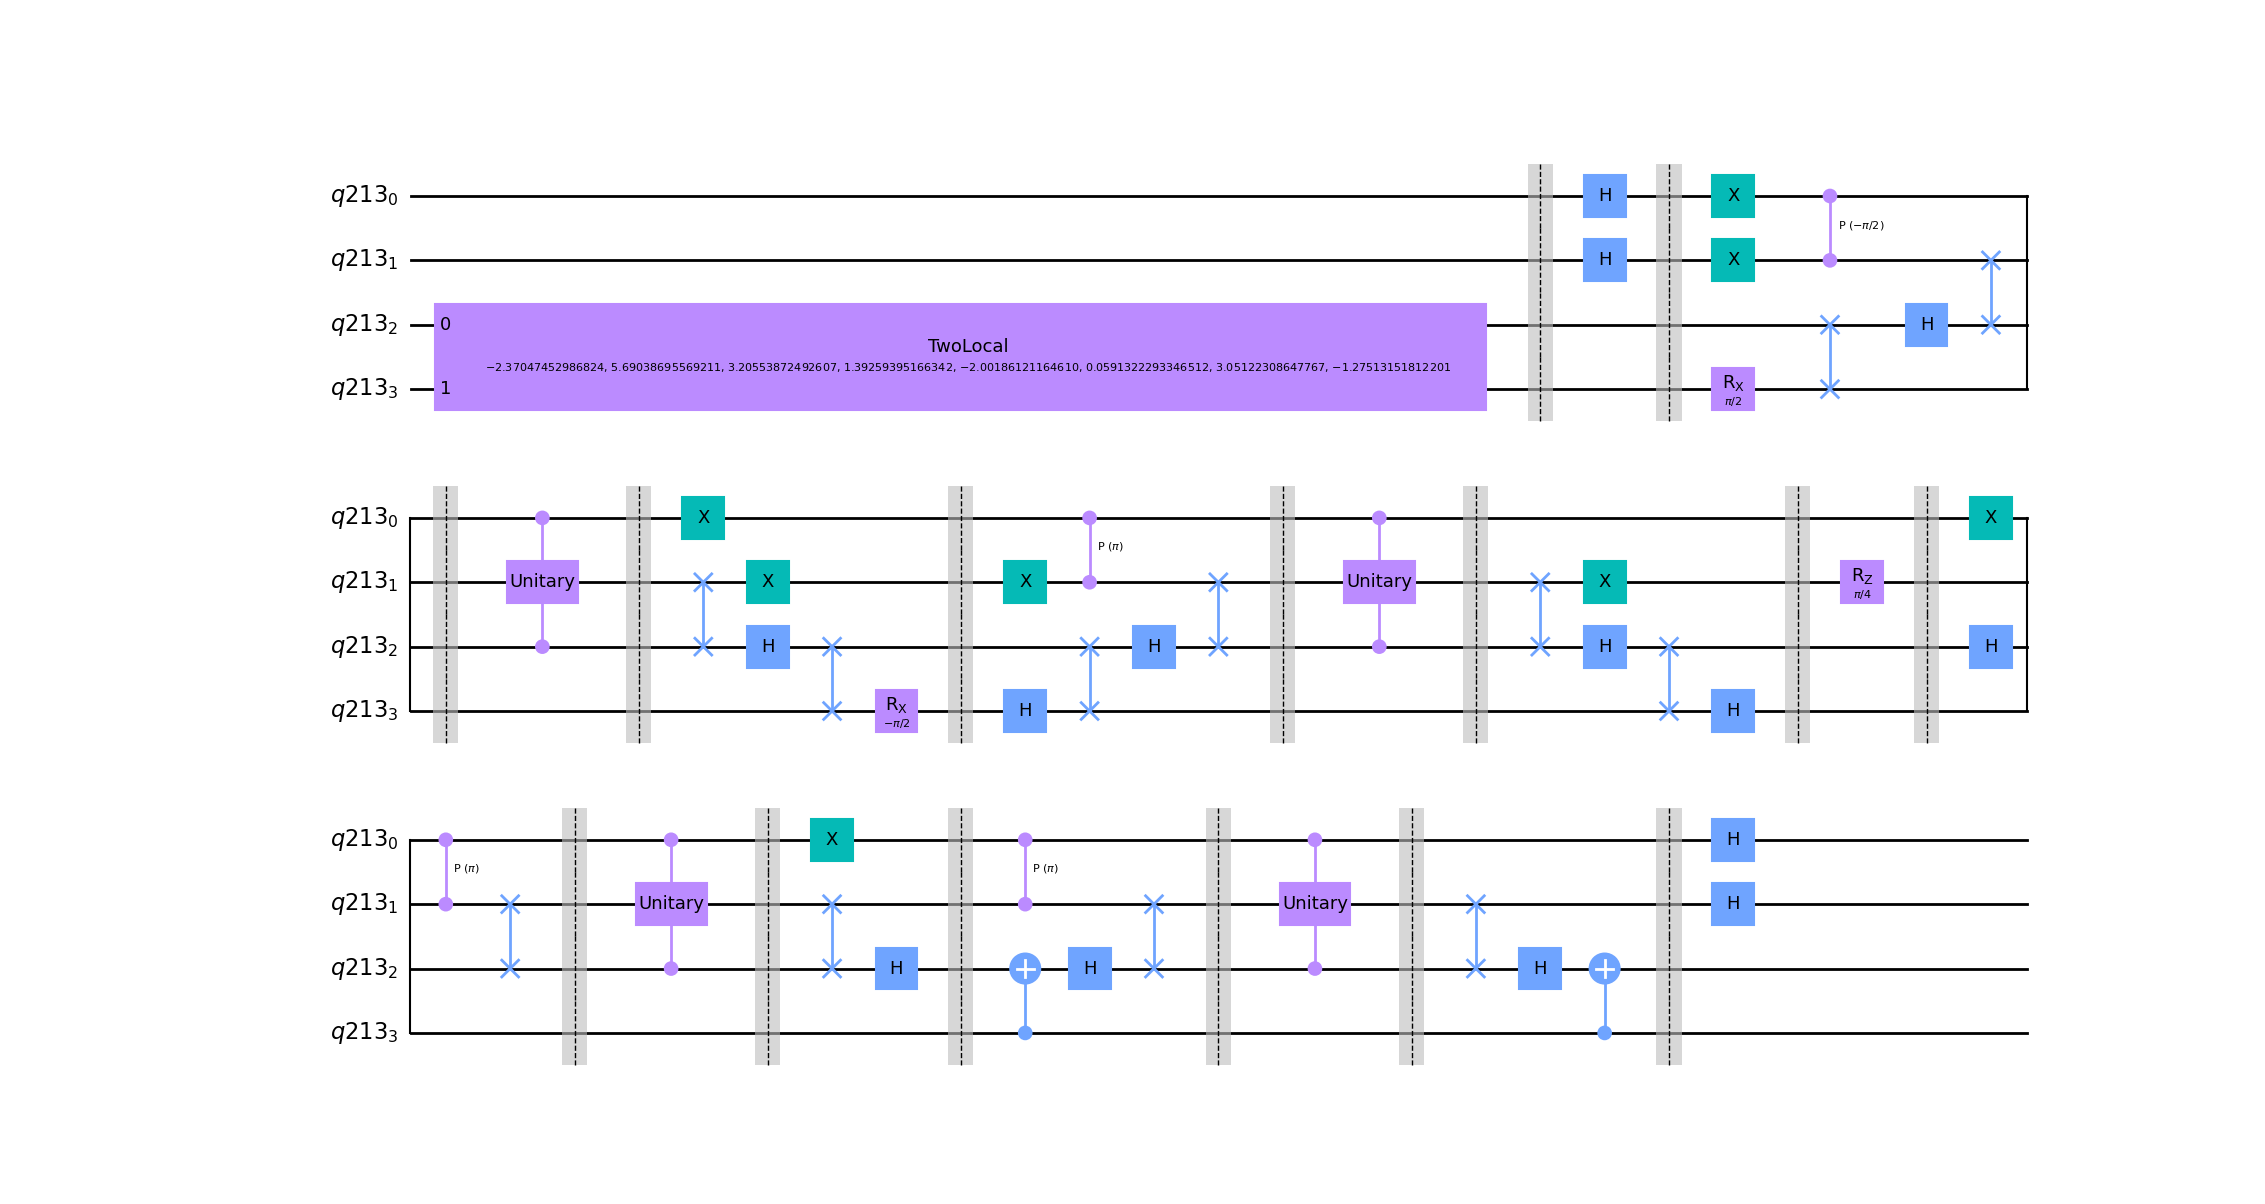 q213₀ H X
P (−π/2)
q213₁ H X
q213₂ 0 H
TwoLocal
−2.37047452986824, 5.69038695569211, 3.20553872492607, 1.39259395166342, −2.00186121164610, 0.0591322293346512, 3.05122308647767, −1.27513151812201
q213₃ 1 R_X
π/2
q213₀ X X
P (π)
q213₁ Unitary X X Unitary X R_Z
π/4
q213₂ H H H H
q213₃ R_X H H
−π/2
q213₀ X H
P (π) P (π)
q213₁ Unitary Unitary H
q213₂ H H H
q213₃